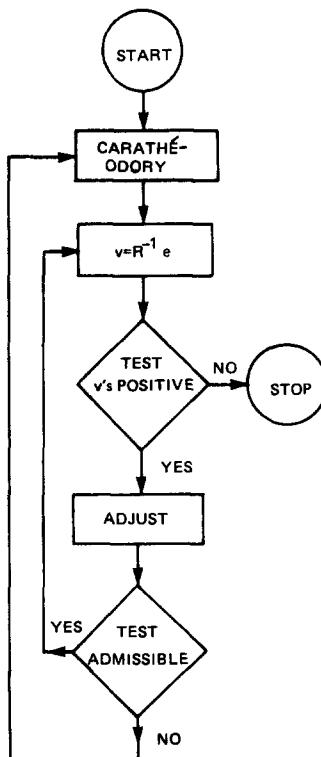 START
CARATHÉ-
ODORY
v=R⁻¹ e
TEST
v's POSITIVE
NO
STOP
YES
ADJUST
YES
TEST
ADMISSIBLE
NO